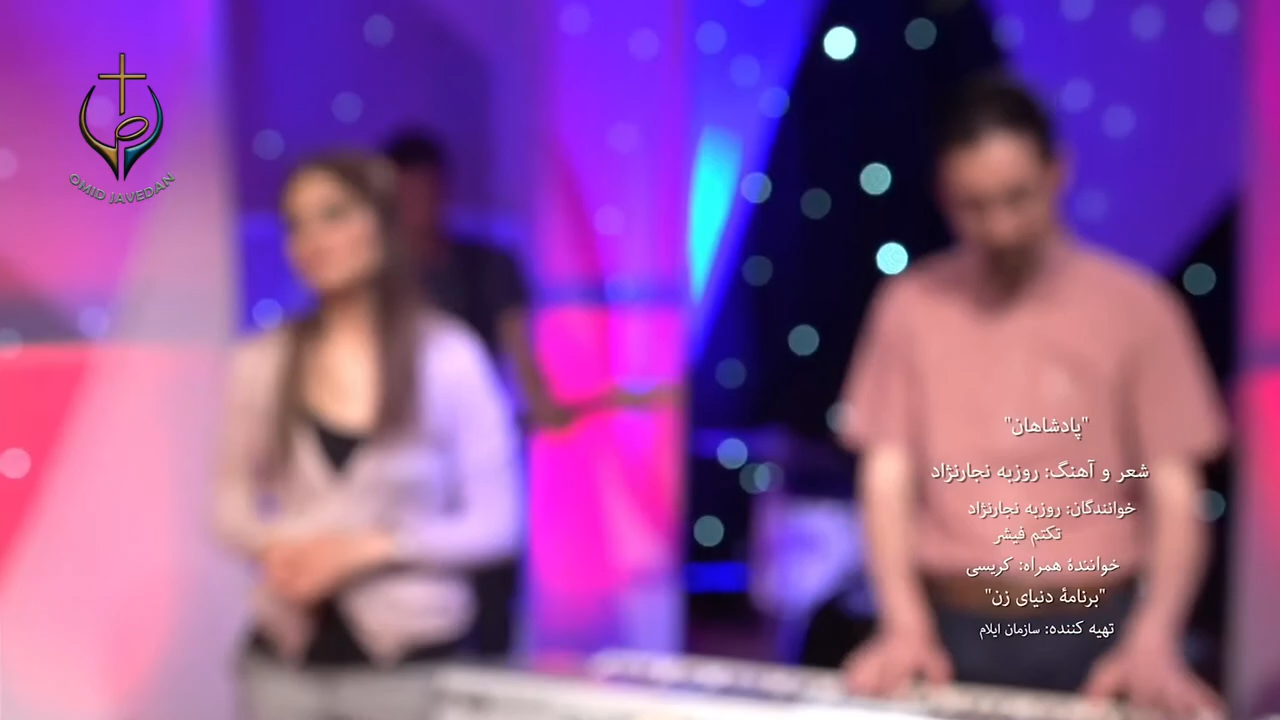 OMID JAVEDAN
"پادشاهان"
شعر و آهنگ: روزبه نجارنژاد
خوانندگان: روزبه نجارنژاد
تکتم فیشر
خوانندهٔ همراه: کریسی
"برنامهٔ دنیای زن"
تهیه کننده: سازمان ایلام